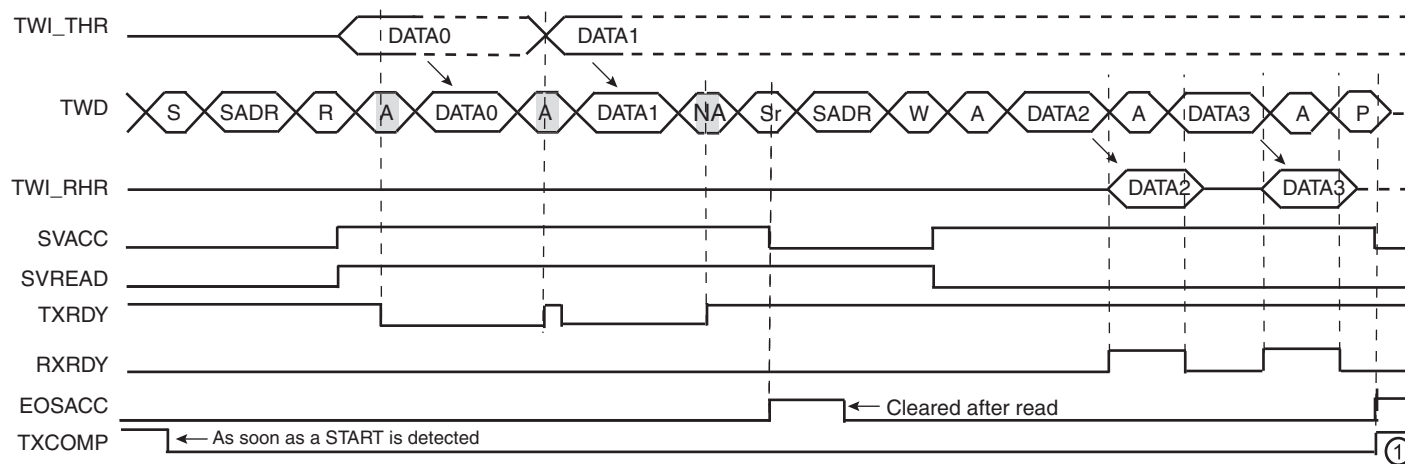 TWI_THR DATA0 DATA1
TWD S SADR R A DATA0 A DATA1 NA Sr SADR W A DATA2 A DATA3 A P
TWI_RHR DATA2 DATA3
SVACC
SVREAD
TXRDY
RXRDY
EOSACC Cleared after read
TXCOMP As soon as a START is detected 1